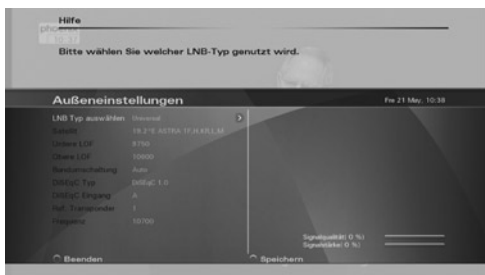 Hilfe
Bitte wählen Sie welcher LNB-Typ genutzt wird.
Außeneinstellungen
Fre 21 May, 10:38
LNB Typ auswählen Universal
Satellit 19.2°E ASTRA 1F,H,KR,L,M
Untere LOF 9750
Obere LOF 10600
Bandumschaltung Auto
DiSEqC Typ DiSEqC 1.0
DiSEqC Eingang A
Ref. Transponder 1
Frequenz 10700
Signalqualität( 0 %)
Signalstärke( 0 %)
Beenden
Speichern